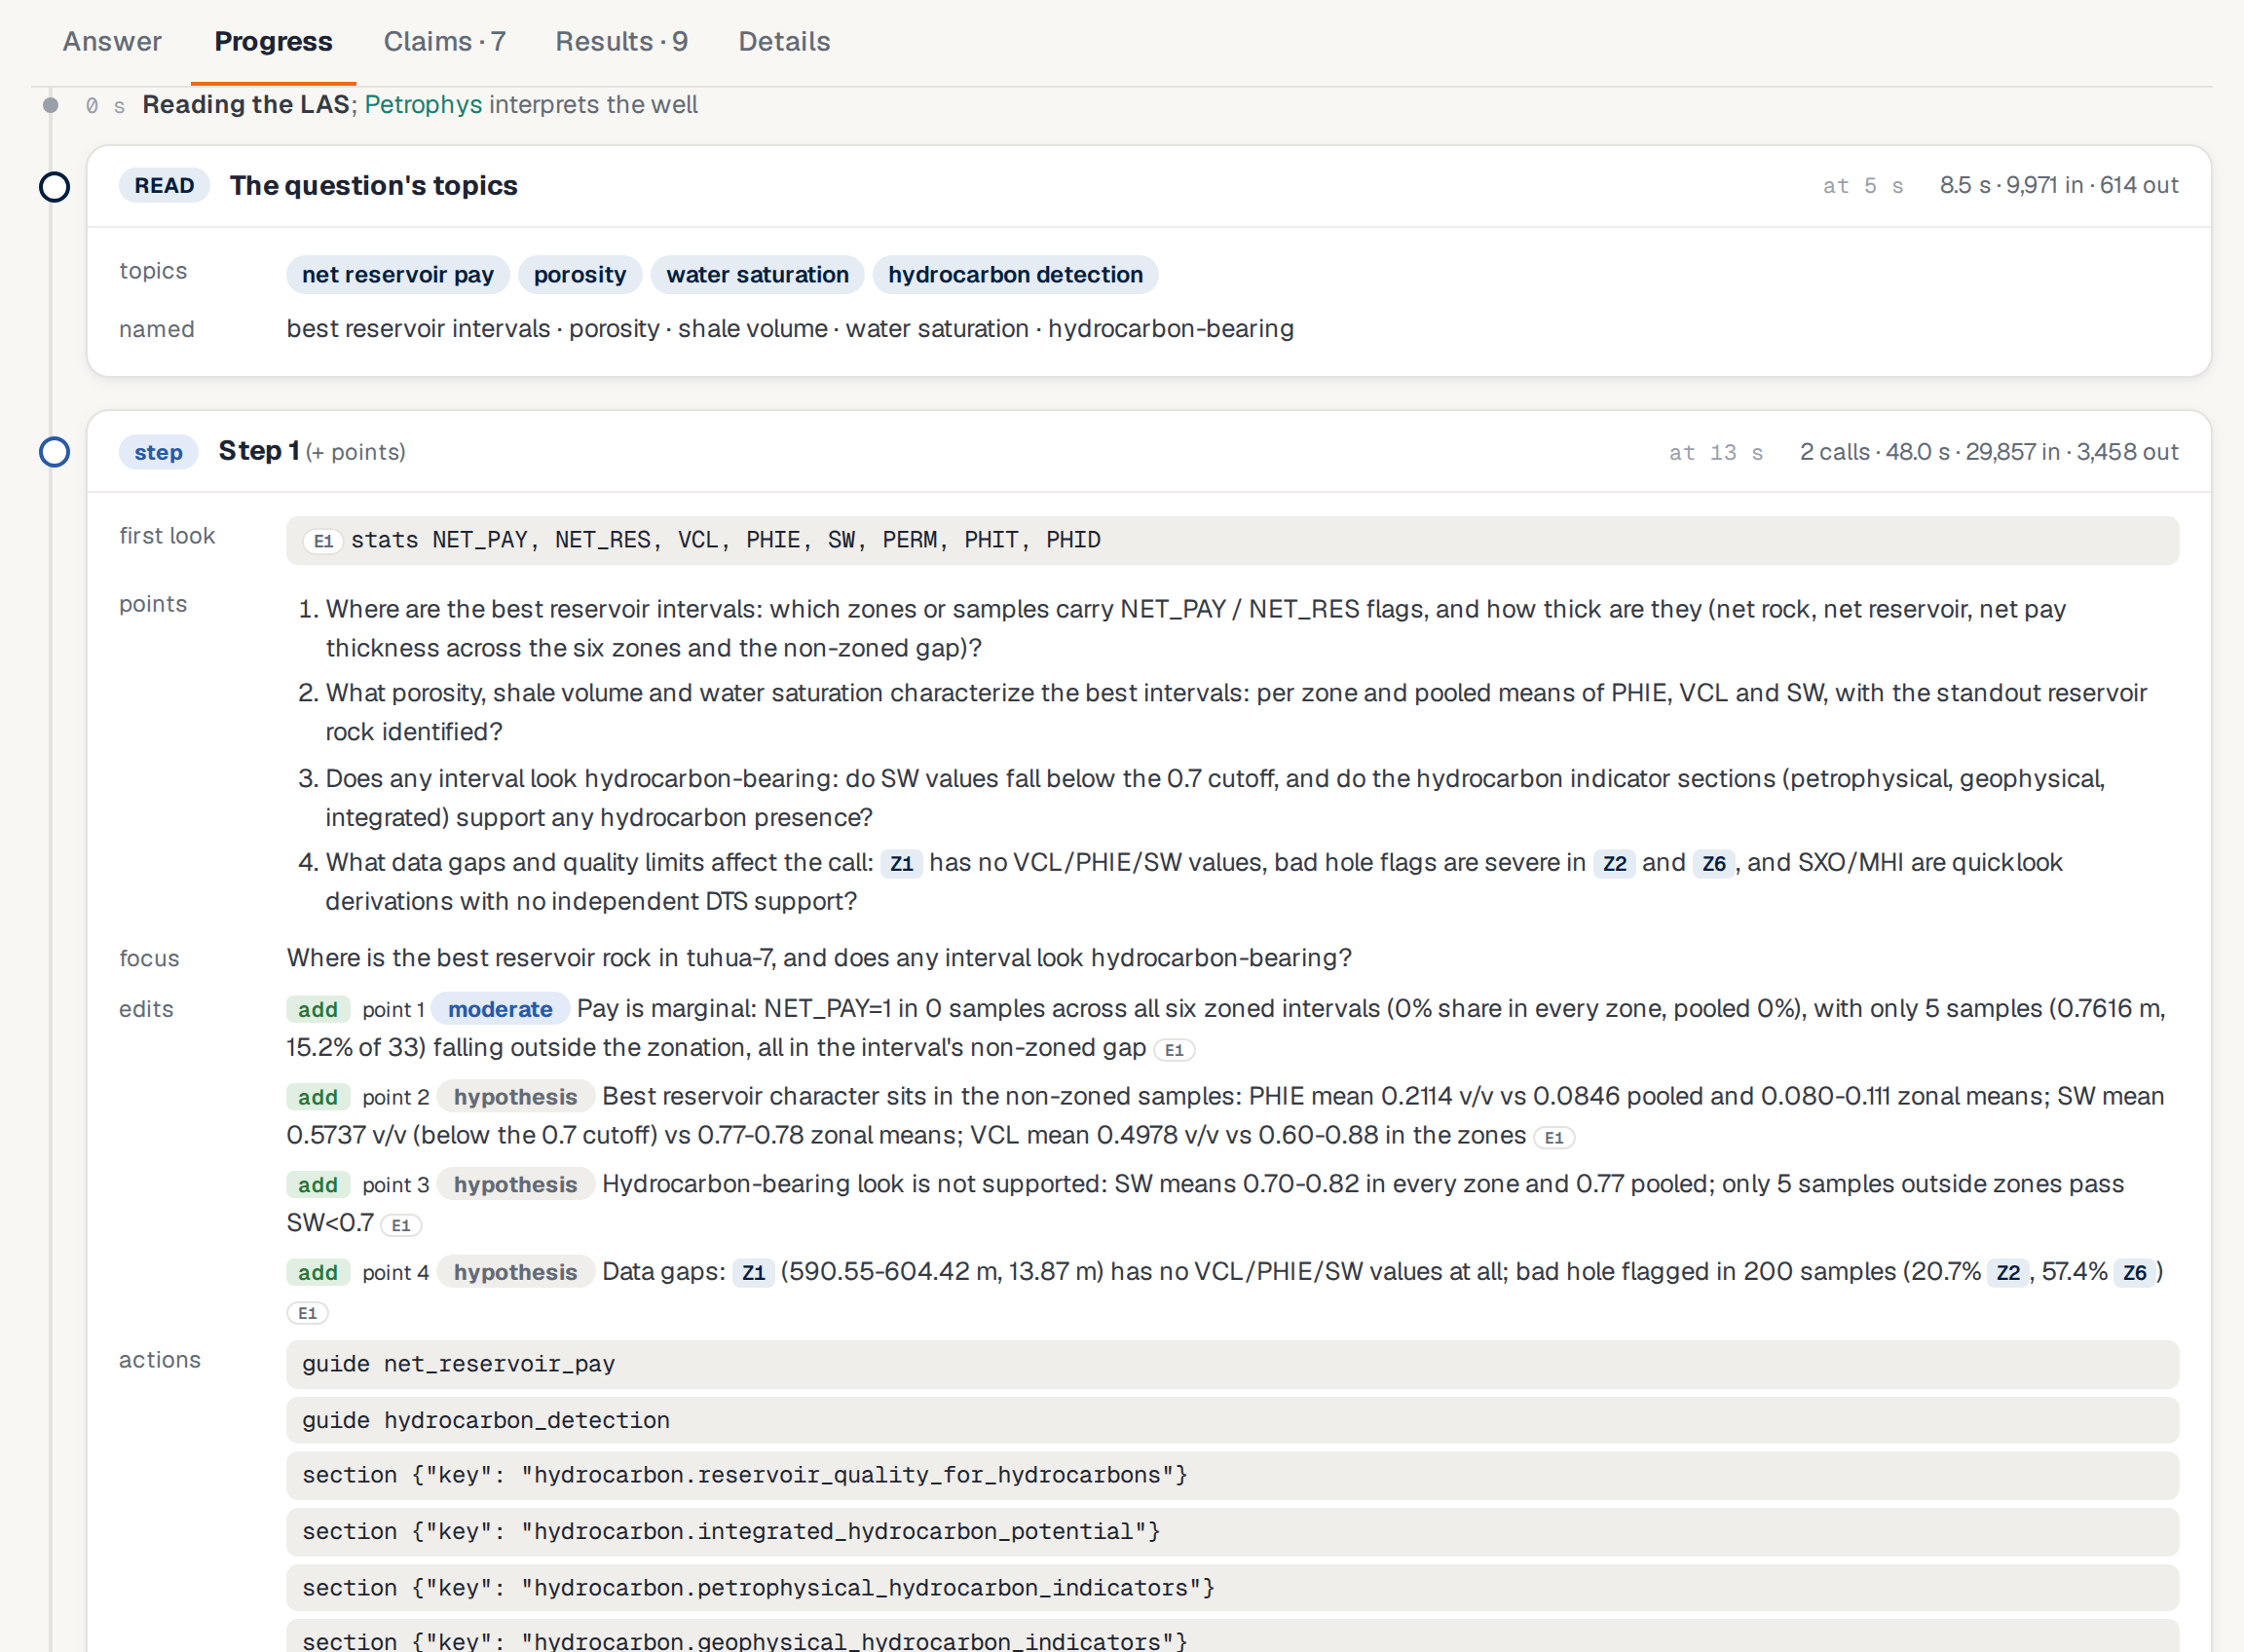 Answer Progress Claims · 7 Results · 9 Details
0 s Reading the LAS; Petrophys interprets the well
READ The question's topics at 5 s 8.5 s · 9,971 in · 614 out
topics net reservoir pay porosity water saturation hydrocarbon detection
named best reservoir intervals · porosity · shale volume · water saturation · hydrocarbon-bearing
step Step 1 (+ points) at 13 s 2 calls · 48.0 s · 29,857 in · 3,458 out
first look E1 stats NET_PAY, NET_RES, VCL, PHIE, SW, PERM, PHIT, PHID
points 1. Where are the best reservoir intervals: which zones or samples carry NET_PAY / NET_RES flags, and how thick are they (net rock, net reservoir, net pay
thickness across the six zones and the non-zoned gap)?
2. What porosity, shale volume and water saturation characterize the best intervals: per zone and pooled means of PHIE, VCL and SW, with the standout reservoir
rock identified?
3. Does any interval look hydrocarbon-bearing: do SW values fall below the 0.7 cutoff, and do the hydrocarbon indicator sections (petrophysical, geophysical,
integrated) support any hydrocarbon presence?
4. What data gaps and quality limits affect the call: Z1 has no VCL/PHIE/SW values, bad hole flags are severe in Z2 and Z6, and SXO/MHI are quicklook
derivations with no independent DTS support?
focus Where is the best reservoir rock in tuhua-7, and does any interval look hydrocarbon-bearing?
edits add point 1 moderate Pay is marginal: NET_PAY=1 in 0 samples across all six zoned intervals (0% share in every zone, pooled 0%), with only 5 samples (0.7616 m,
15.2% of 33) falling outside the zonation, all in the interval's non-zoned gap E1
add point 2 hypothesis Best reservoir character sits in the non-zoned samples: PHIE mean 0.2114 v/v vs 0.0846 pooled and 0.080-0.111 zonal means; SW mean
0.5737 v/v (below the 0.7 cutoff) vs 0.77-0.78 zonal means; VCL mean 0.4978 v/v vs 0.60-0.88 in the zones E1
add point 3 hypothesis Hydrocarbon-bearing look is not supported: SW means 0.70-0.82 in every zone and 0.77 pooled; only 5 samples outside zones pass
SW<0.7 E1
add point 4 hypothesis Data gaps: Z1 (590.55-604.42 m, 13.87 m) has no VCL/PHIE/SW values at all; bad hole flagged in 200 samples (20.7% Z2, 57.4% Z6)
E1
actions guide net_reservoir_pay
guide hydrocarbon_detection
section {"key": "hydrocarbon.reservoir_quality_for_hydrocarbons"}
section {"key": "hydrocarbon.integrated_hydrocarbon_potential"}
section {"key": "hydrocarbon.petrophysical_hydrocarbon_indicators"}
section {"key": "hydrocarbon.geophysical_hydrocarbon_indicators"}